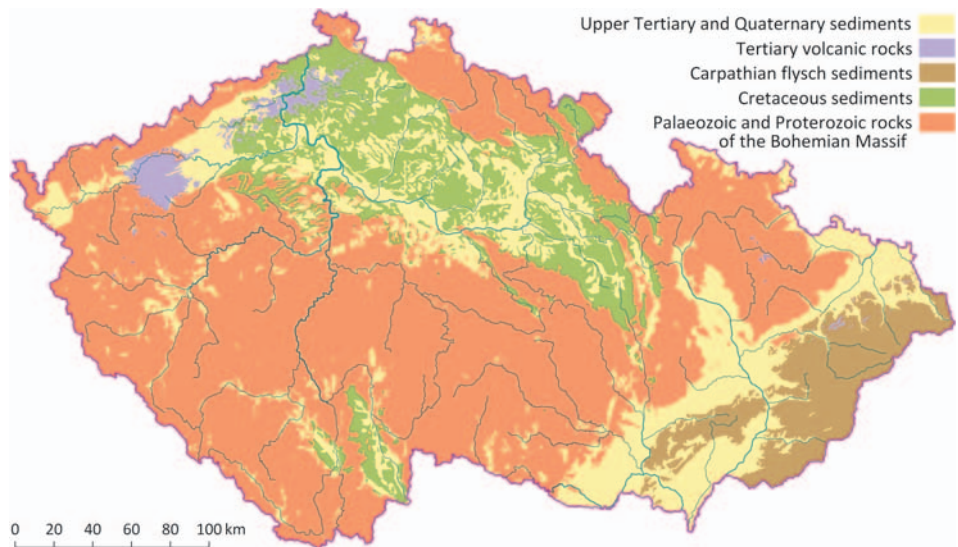 Upper Tertiary and Quaternary sediments
Tertiary volcanic rocks
Carpathian flysch sediments
Cretaceous sediments
Palaeozoic and Proterozoic rocks
of the Bohemian Massif
0 20 40 60 80 100 km